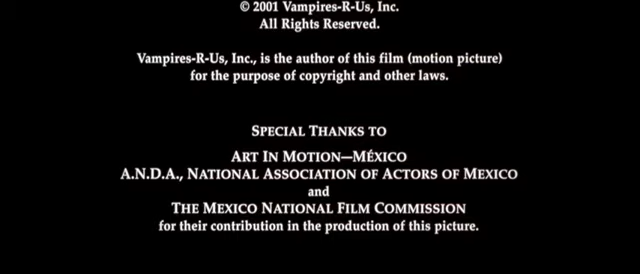 © 2001 Vampires-R-Us, Inc.
All Rights Reserved.
Vampires-R-Us, Inc., is the author of this film (motion picture)
for the purpose of copyright and other laws.
SPECIAL THANKS TO
ART IN MOTION—MÉXICO
A.N.D.A., NATIONAL ASSOCIATION OF ACTORS OF MEXICO
and
THE MEXICO NATIONAL FILM COMMISSION
for their contribution in the production of this picture.